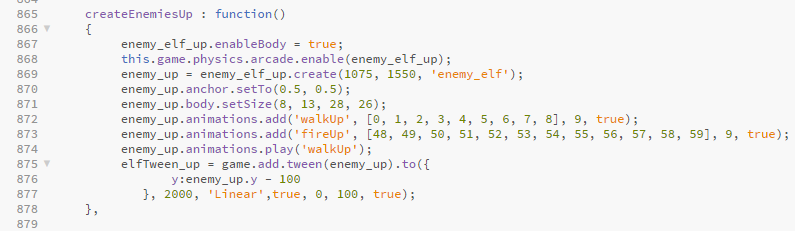 865 createEnemiesUp : function()
866 {
867 enemy_elf_up.enableBody = true;
868 this.game.physics.arcade.enable(enemy_elf_up);
869 enemy_up = enemy_elf_up.create(1075, 1550, 'enemy_elf');
870 enemy_up.anchor.setTo(0.5, 0.5);
871 enemy_up.body.setSize(8, 13, 28, 26);
872 enemy_up.animations.add('walkUp', [0, 1, 2, 3, 4, 5, 6, 7, 8], 9, true);
873 enemy_up.animations.add('fireUp', [48, 49, 50, 51, 52, 53, 54, 55, 56, 57, 58, 59], 9, true);
874 enemy_up.animations.play('walkUp');
875 elfTween_up = game.add.tween(enemy_up).to({
876 y:enemy_up.y - 100
877 }, 2000, 'Linear',true, 0, 100, true);
878 },
879